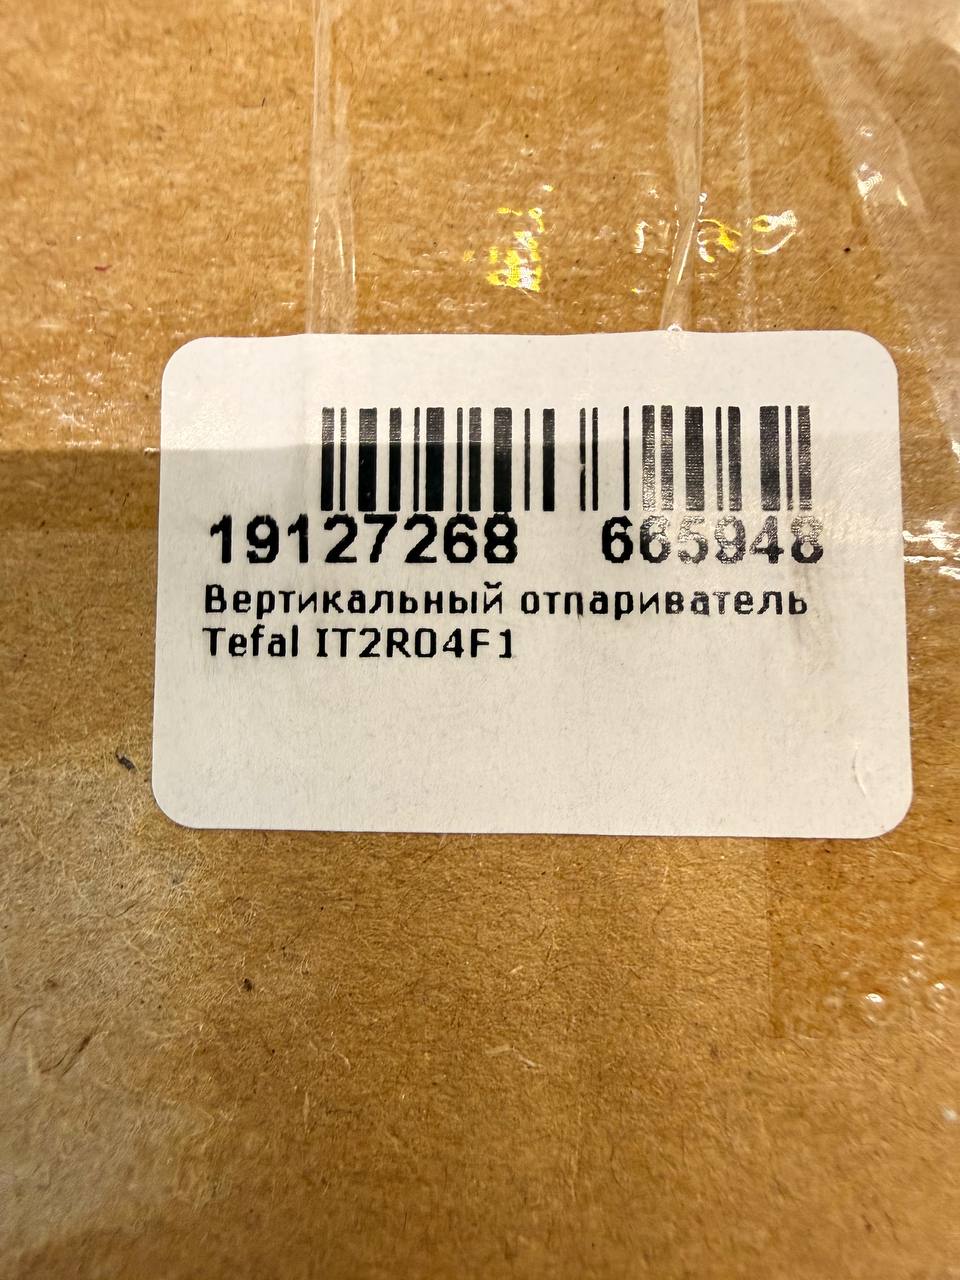 19127268 665948
Вертикальный отпариватель
Tefal IT2R04F1